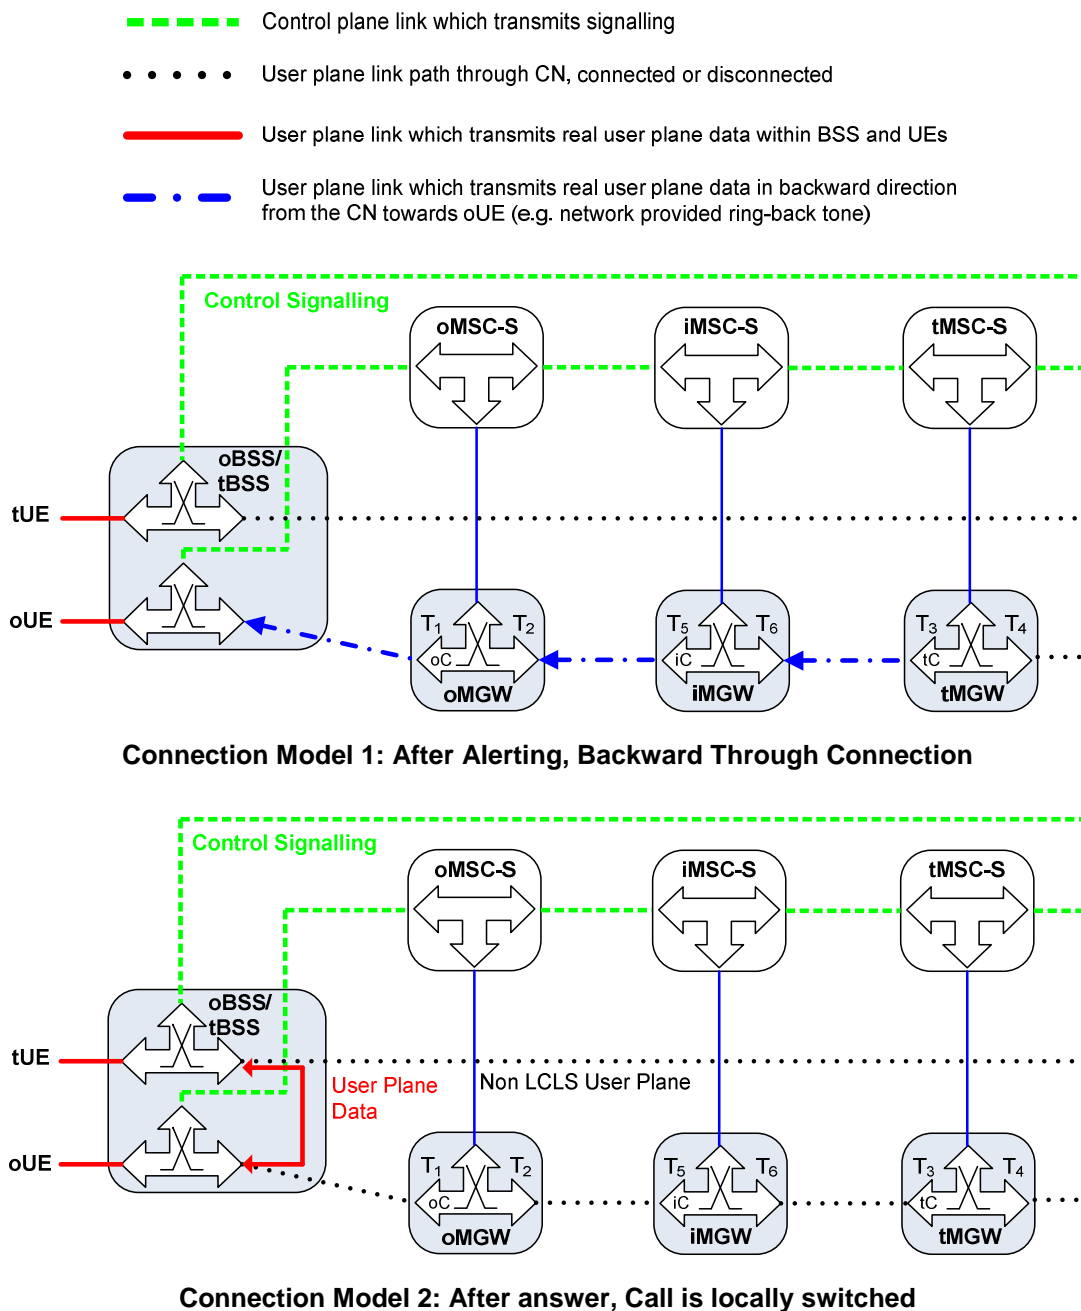 Control plane link which transmits signalling
User plane link path through CN, connected or disconnected
User plane link which transmits real user plane data within BSS and UEs
User plane link which transmits real user plane data in backward direction
from the CN towards oUE (e.g. network provided ring-back tone)
Control Signalling
oMSC-S
iMSC-S
tMSC-S
oBSS/
tBSS
tUE
oUE
T1
T2
oC
oMGW
T5
T6
iC
iMGW
T3
T4
tC
tMGW
Connection Model 1: After Alerting, Backward Through Connection
Control Signalling
oMSC-S
iMSC-S
tMSC-S
oBSS/
tBSS
tUE
User Plane
Data
Non LCLS User Plane
oUE
T1
T2
oC
oMGW
T5
T6
iC
iMGW
T3
T4
tC
tMGW
Connection Model 2: After answer, Call is locally switched